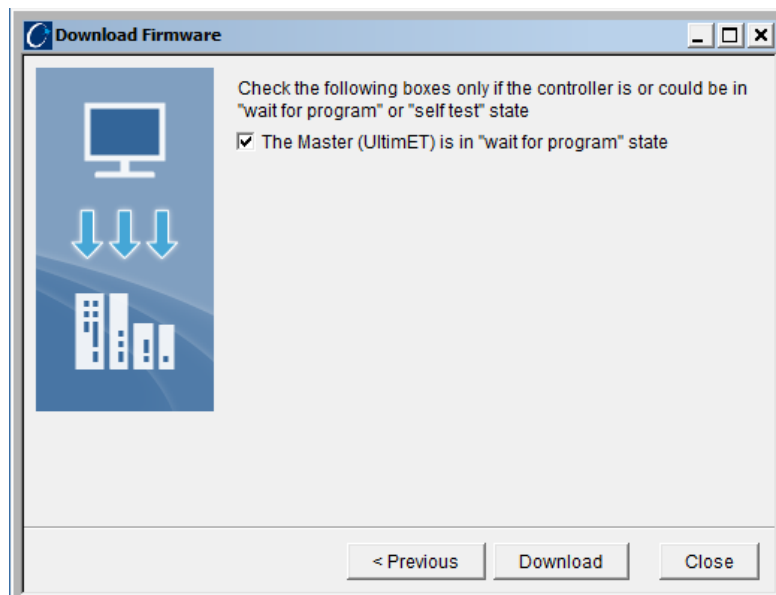 Download Firmware
Check the following boxes only if the controller is or could be in
"wait for program" or "self test" state
The Master (UltimET) is in "wait for program" state
< Previous
Download
Close